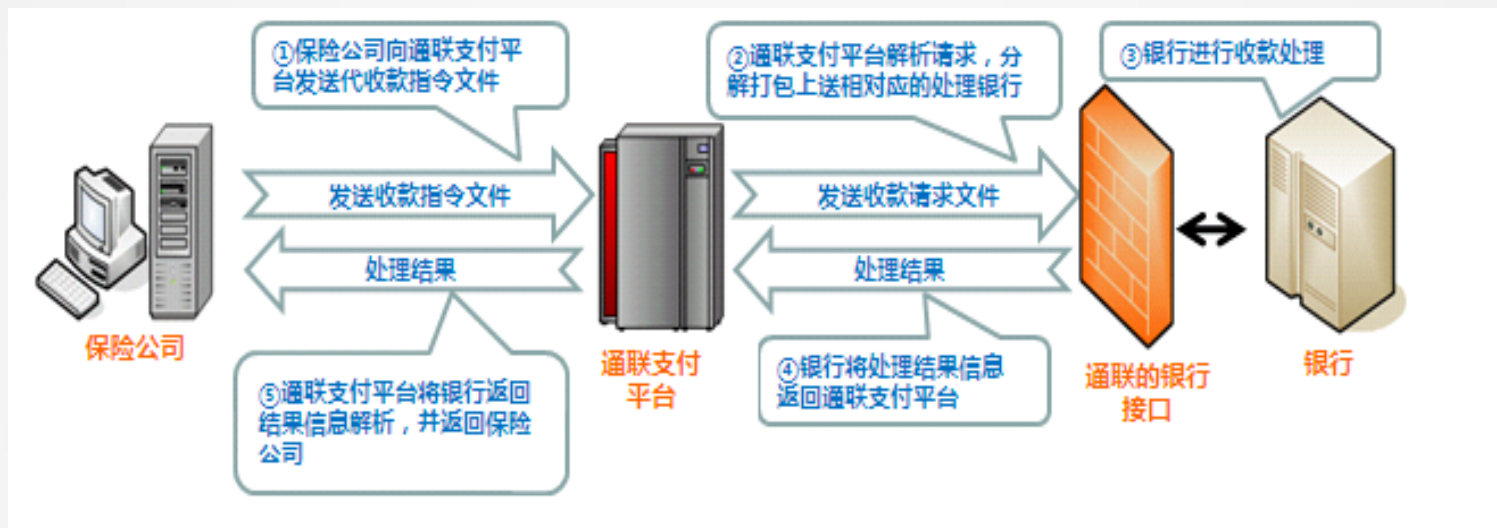 ①保险公司向通联支付平
台发送代收款指令文件
②通联支付平台解析请求，分
解打包上送相对应的处理银行
③银行进行收款处理
发送收款指令文件
发送收款请求文件
处理结果
处理结果
保险公司
通联支付
平台
通联的银行
接口
银行
④银行将处理结果信息
返回通联支付平台
⑤通联支付平台将银行返回
结果信息解析，并返回保险
公司